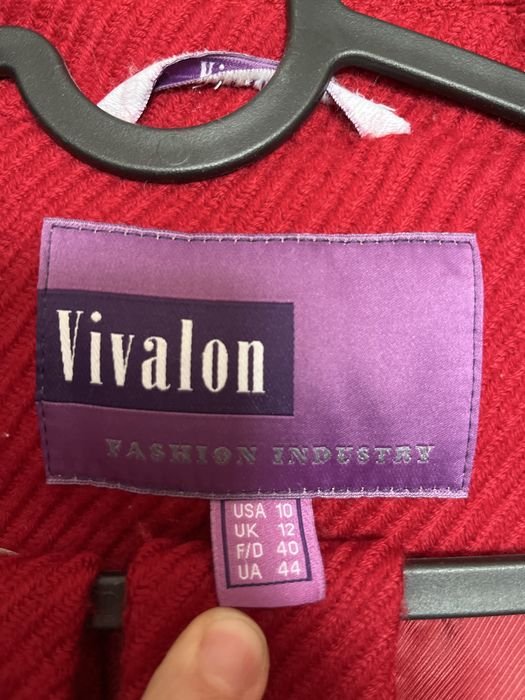 Vivalon
FASHION INDUSTRY
USA 10
UK 12
F/D 40
UA 44